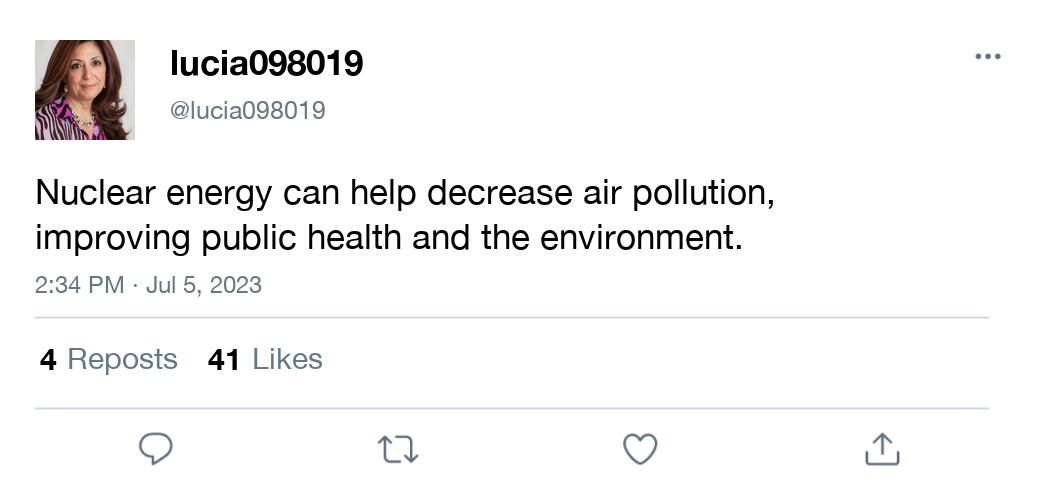 lucia098019
@lucia098019
Nuclear energy can help decrease air pollution,
improving public health and the environment.
2:34 PM · Jul 5, 2023
4 Reposts 41 Likes